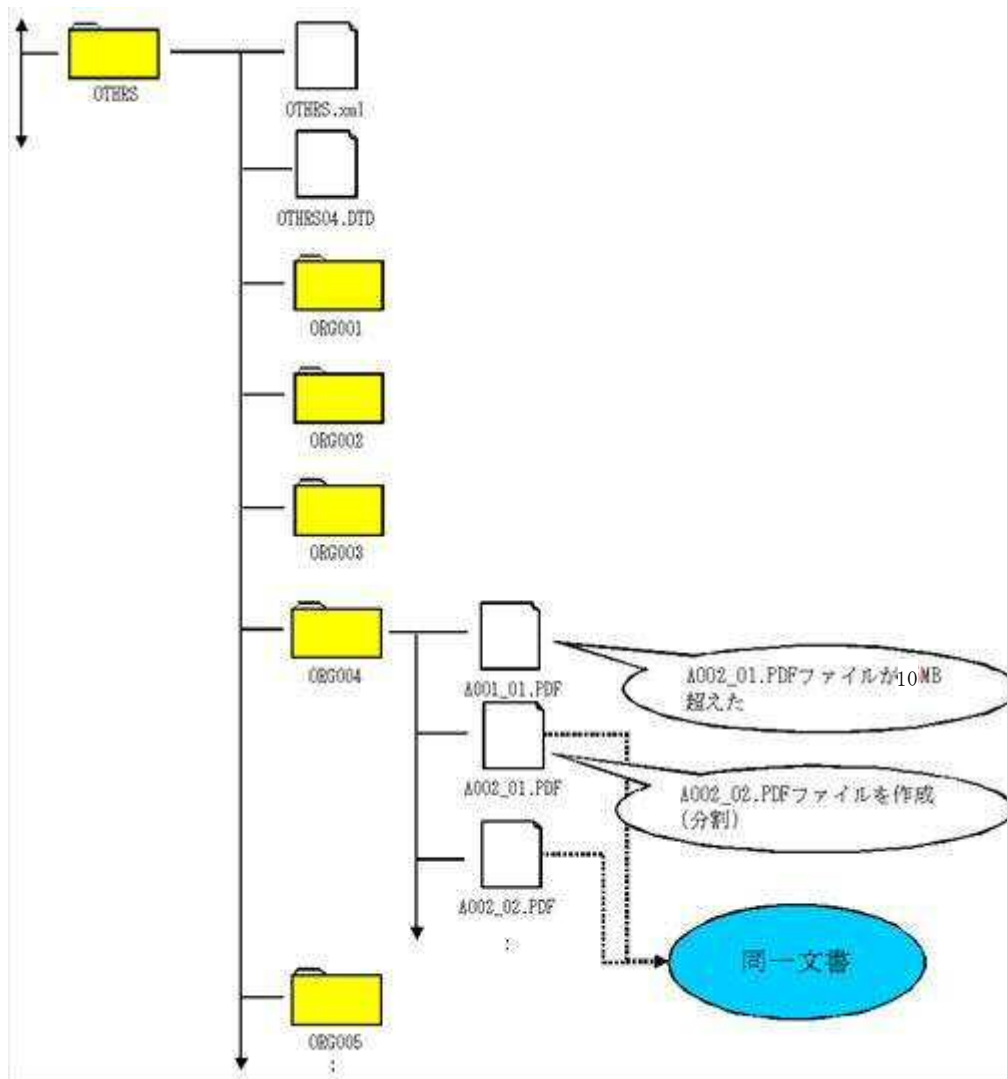 OTHRS
OTHRS.xml
OTHRS04.DTD
ORG001
ORG002
ORG003
ORG004
A001_01.PDF
A002_01.PDFファイルが10MB
超えた
A002_01.PDF
A002_02.PDFファイルを作成
(分割)
A002_02.PDF
:
同一文書
ORG005
: